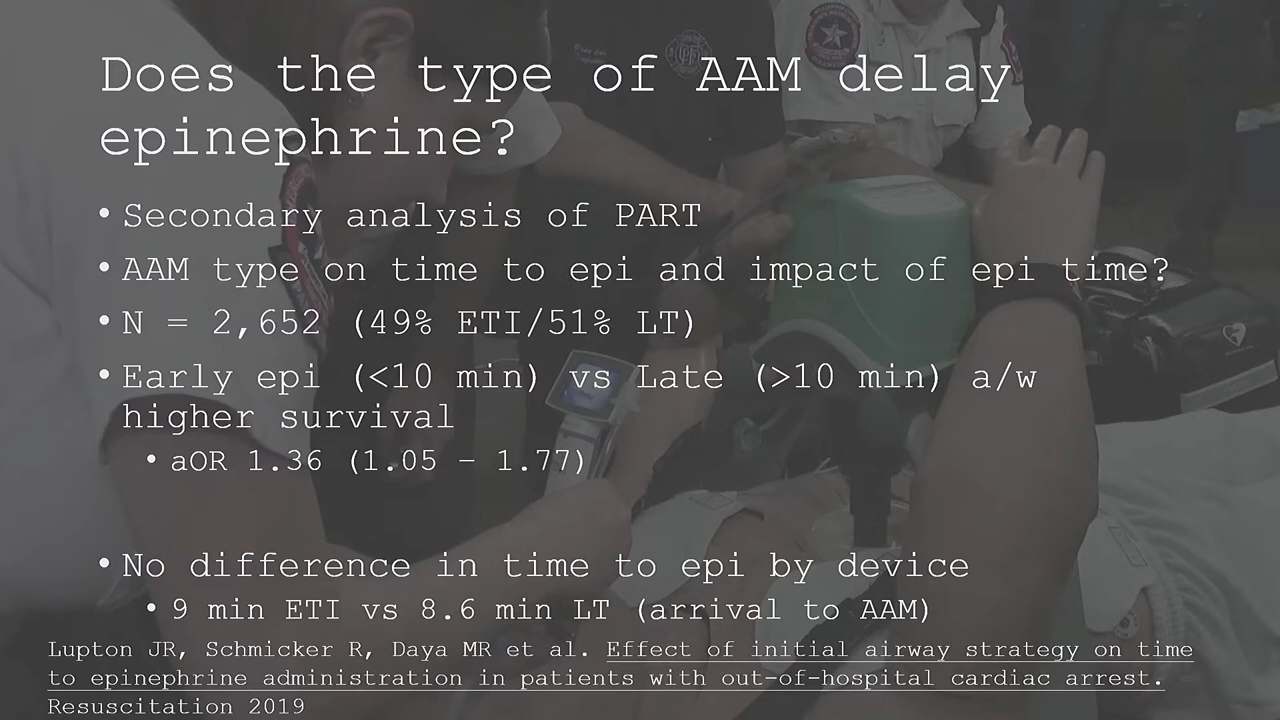 Does the type of AAM delay
epinephrine?
• Secondary analysis of PART
• AAM type on time to epi and impact of epi time?
• N = 2,652 (49% ETI/51% LT)
• Early epi (<10 min) vs Late (>10 min) a/w
higher survival
• aOR 1.36 (1.05 – 1.77)
• No difference in time to epi by device
• 9 min ETI vs 8.6 min LT (arrival to AAM)
Lupton JR, Schmicker R, Daya MR et al. Effect of initial airway strategy on time
to epinephrine administration in patients with out-of-hospital cardiac arrest.
Resuscitation 2019